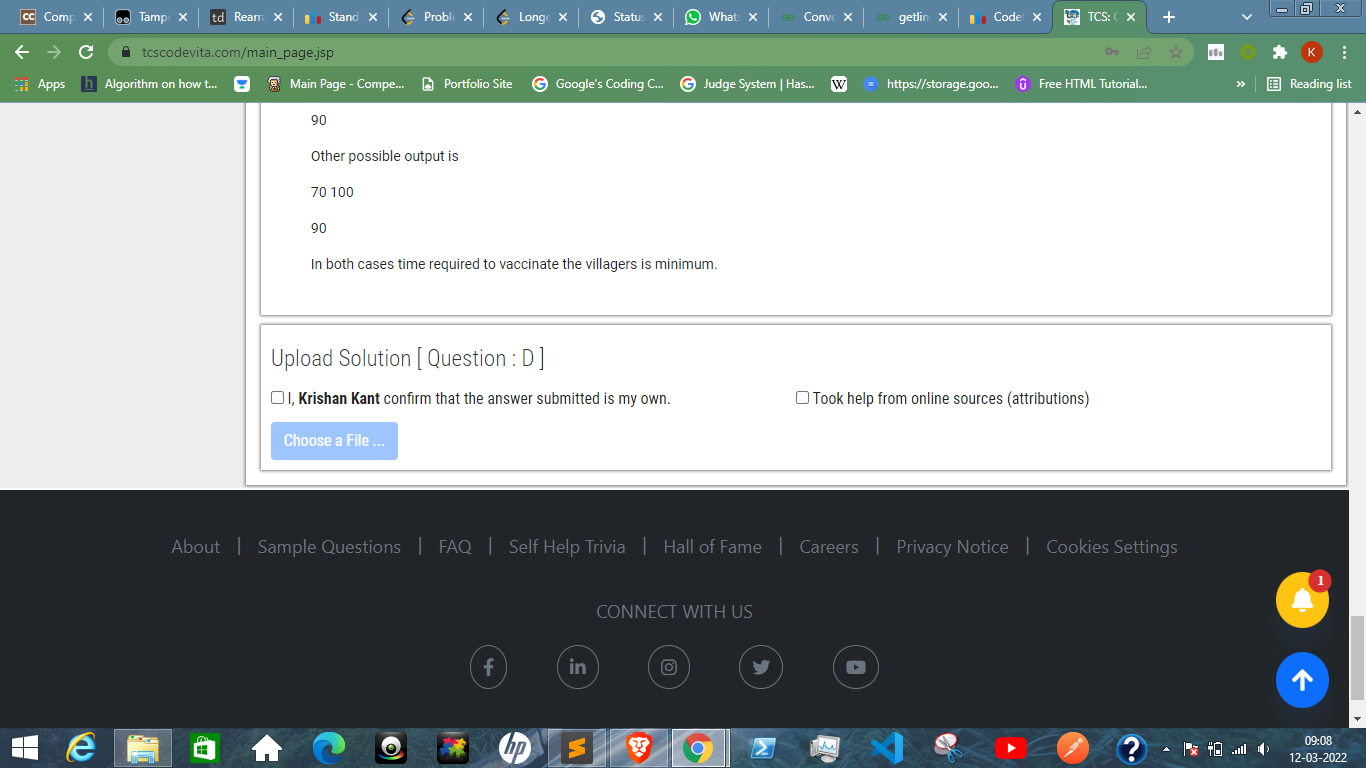 Comp
Tamp
td Rearra
Stand
Proble
Longe
Status
What
Conve
getlin
Code
TCS: C
tcscodevita.com/main_page.jsp
K
Apps
h Algorithm on how t...
Main Page - Compe...
Portfolio Site
Google's Coding C...
Judge System | Has...
W
https://storage.goo...
Free HTML Tutorial...
»
Reading list
90
Other possible output is
70 100
90
In both cases time required to vaccinate the villagers is minimum.
Upload Solution [ Question : D ]
I, Krishan Kant confirm that the answer submitted is my own.
Took help from online sources (attributions)
Choose a File ...
About | Sample Questions | FAQ | Self Help Trivia | Hall of Fame | Careers | Privacy Notice | Cookies Settings
1
CONNECT WITH US
09:08
12-03-2022